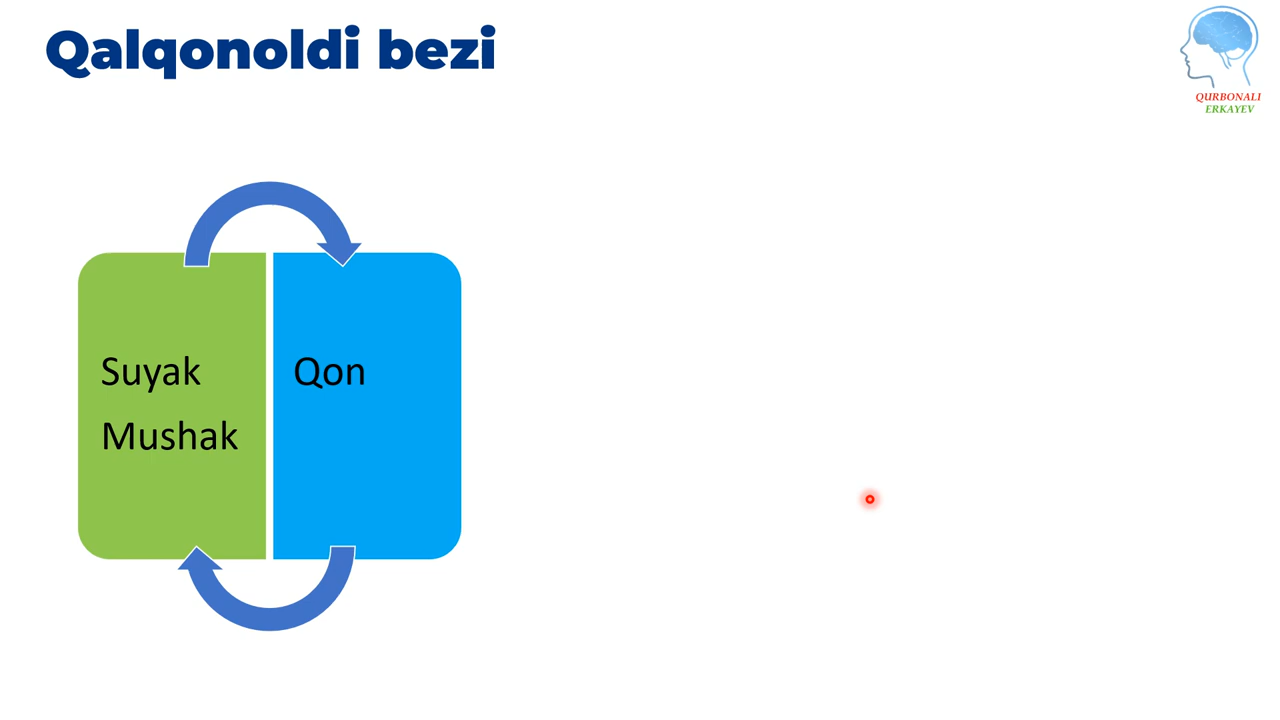 Qalqonoldi bezi
QURBONALI
ERKAYEV
Suyak
Mushak
Qon